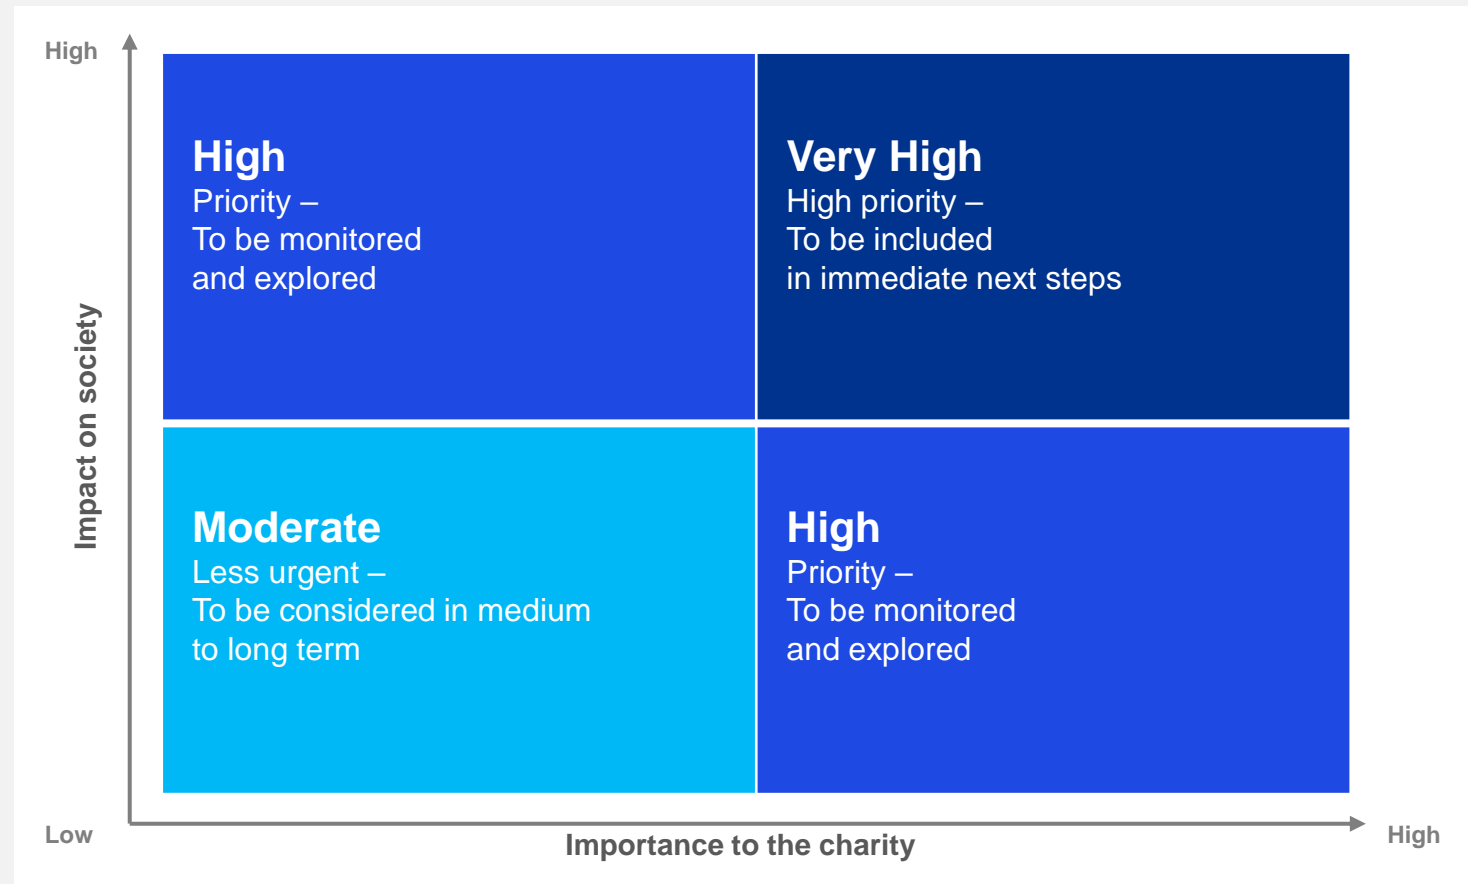 High
High
Priority –
To be monitored
and explored
Very High
High priority –
To be included
in immediate next steps
Impact on society
Moderate
Less urgent –
To be considered in medium
to long term
High
Priority –
To be monitored
and explored
Low
Importance to the charity
High